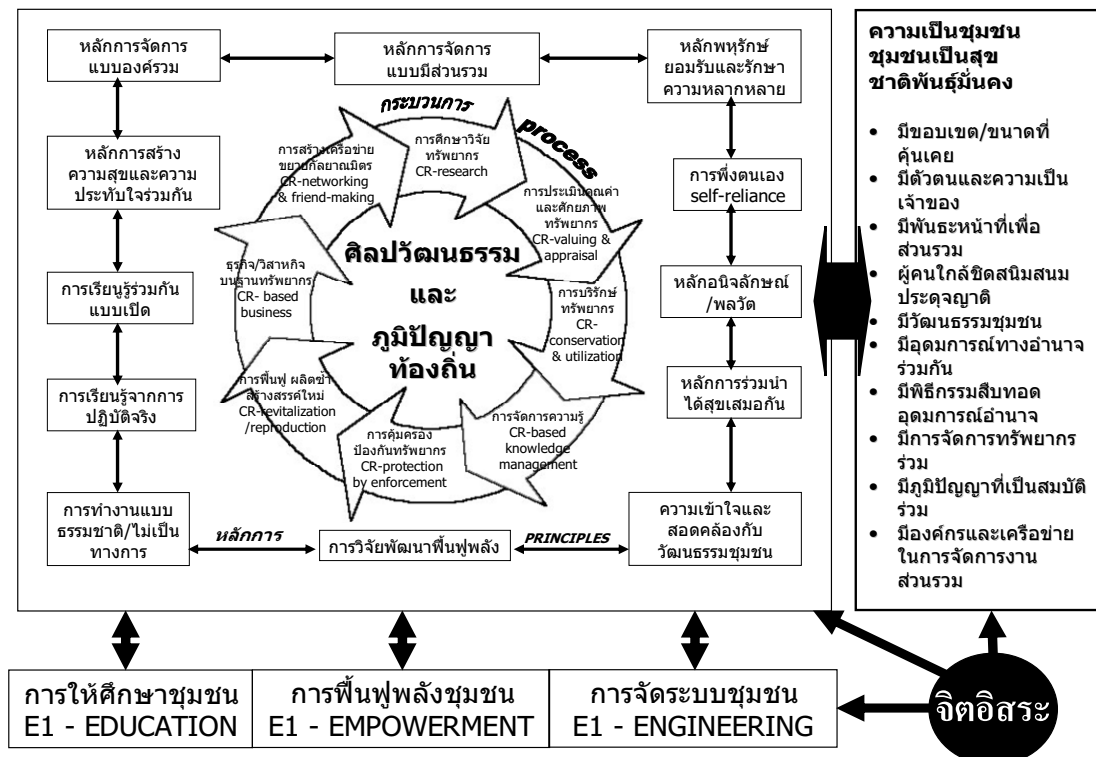 หลักการจัดการ
แบบองค์รวม
หลักการจัดการ
แบบมีส่วนรวม
หลักพหุรักษ์
ยอมรับและรักษา
ความหลากหลาย
กระบวนการ
process
หลักการสร้าง
ความสุขและความ
ประทับใจร่วมกัน
การเรียนรู้ร่วมกัน
แบบเปิด
การเรียนรู้จากการ
ปฏิบัติจริง
การทำงานแบบ
ธรรมชาติ/ไม่เป็น
ทางการ
การศึกษาวิจัย
ทรัพยากร
CR-research
การประเมินคุณค่า
และศักยภาพ
ทรัพยากร
CR-valuing &
appraisal
การบริรักษ์
ทรัพยากร
CR-
conservation
& utilization
การจัดการความรู้
CR-based
knowledge
management
การคุ้มครอง
ป้องกันทรัพยากร
CR-protection
by enforcement
การฟื้นฟู ผลิตซ้ำ
สร้างสรรค์ใหม่
CR-revitalization
/reproduction
ธุรกิจ/วิสาหกิจ
บนฐานทรัพยากร
CR- based
business
การสร้างเครือข่าย
ขยายกัลยาณมิตร
CR-networking
& friend-making
ศิลปวัฒนธรรม
และ
ภูมิปัญญา
ท้องถิ่น
การพึ่งตนเอง
self-reliance
หลักอนิจลักษณ์
/พลวัต
หลักการร่วมนำ
ได้สุขเสมอกัน
ความเข้าใจและ
สอดคล้องกับ
วัฒนธรรมชุมชน
หลักการ
การวิจัยพัฒนาฟื้นฟูพลัง
PRINCIPLES
ความเป็นชุมชน
ชุมชนเป็นสุข
ชาติพันธุ์มั่นคง
• มีขอบเขต/ขนาดที่
คุ้นเคย
• มีตัวตนและความเป็น
เจ้าของ
• มีพันธะหน้าที่เพื่อ
ส่วนรวม
• ผู้คนใกล้ชิดสนิมสนม
ประดุจญาติ
• มีวัฒนธรรมชุมชน
• มีอุดมการณ์ทางอำนาจ
ร่วมกัน
• มีพิธีกรรมสืบทอด
อุดมการณ์อำนาจ
• มีการจัดการทรัพยากร
ร่วม
• มีภูมิปัญญาที่เป็นสมบัติ
ร่วม
• มีองค์กรและเครือข่าย
ในการจัดการงาน
ส่วนรวม
การให้ศึกษาชุมชน
E1 - EDUCATION
การฟื้นฟูพลังชุมชน
E1 - EMPOWERMENT
การจัดระบบชุมชน
E1 - ENGINEERING
จิตอิสระ